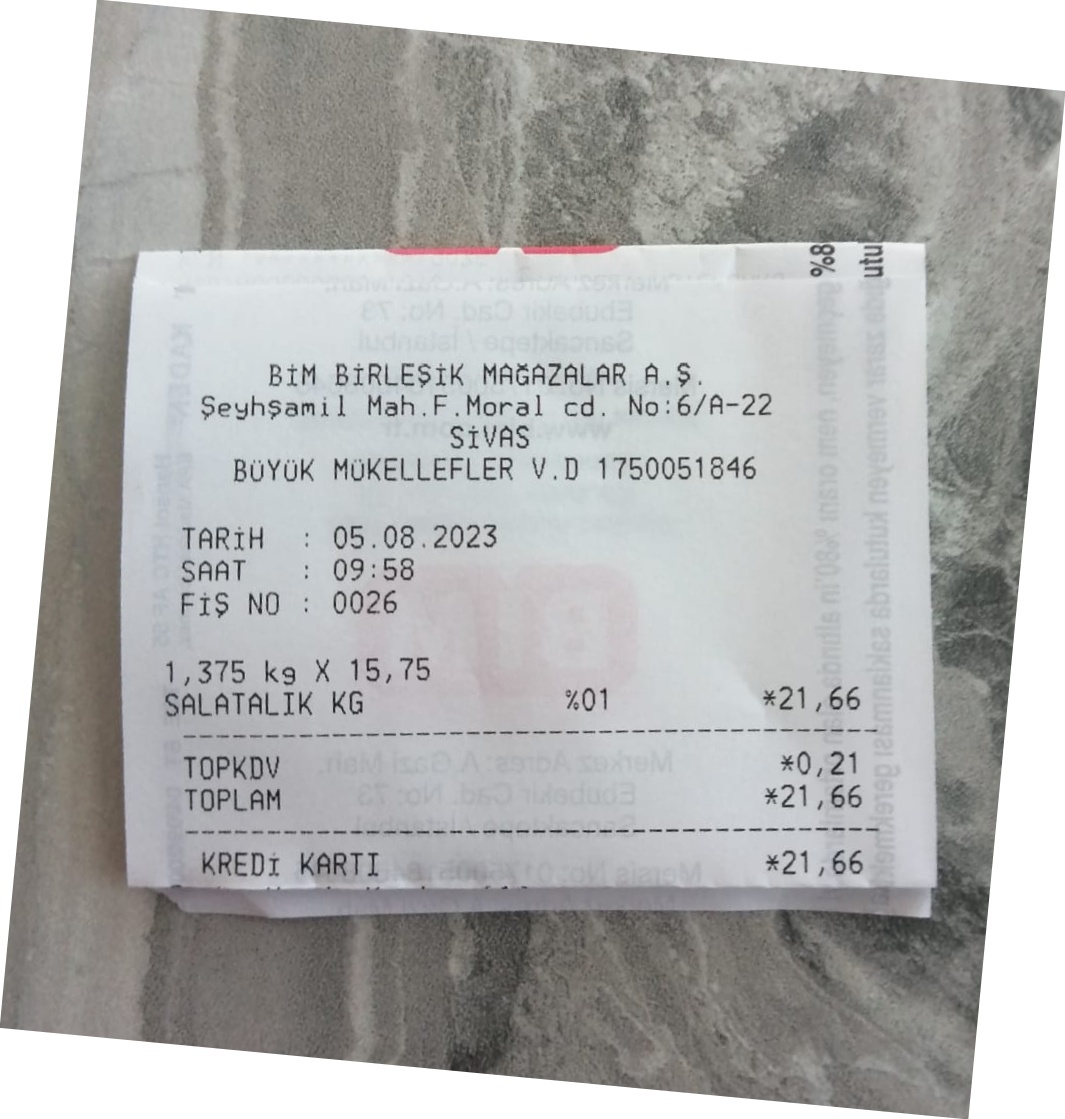 %8
utu
BİM BİRLEŞİK MAĞAZALAR A.Ş.
Şeyhşamil Mah.F.Moral cd. No:6/A-22
SİVAS
BÜYÜK MÜKELLEFLER V.D 1750051846
TARİH : 05.08.2023
SAAT : 09:58
FİŞ NO : 0026
1,375 kg X 15,75
SALATALIK KG %01 *21,66
TOPKDV *0,21
TOPLAM *21,66
KREDİ KARTI *21,66